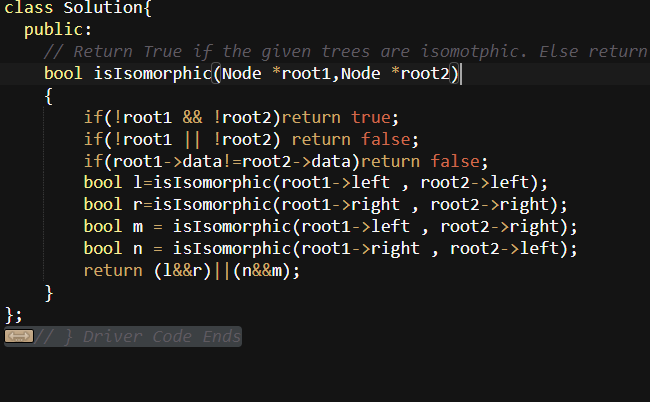 class Solution{
  public:
    // Return True if the given trees are isomotphic. Else return
    bool isIsomorphic(Node *root1,Node *root2)
    {
        if(!root1 && !root2)return true;
        if(!root1 || !root2) return false;
        if(root1->data!=root2->data)return false;
        bool l=isIsomorphic(root1->left , root2->left);
        bool r=isIsomorphic(root1->right , root2->right);
        bool m = isIsomorphic(root1->left , root2->right);
        bool n = isIsomorphic(root1->right , root2->left);
        return (l&&r)||(n&&m);
    }
};
// } Driver Code Ends